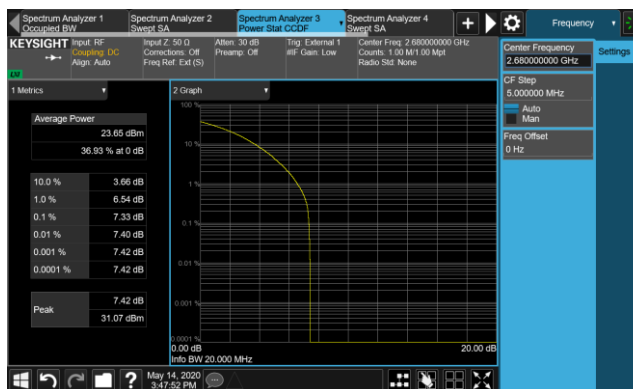 Spectrum Analyzer 1
Occupied BW
Spectrum Analyzer 2
Swept SA
Spectrum Analyzer 3
Power Stat CCDF
Spectrum Analyzer 4
Swept SA
+
Frequency
KEYSIGHT
Input: RF
Coupling: DC
Align: Auto
Input Z: 50 Ω
Corrections: Off
Freq Ref: Ext (S)
Atten: 30 dB
Preamp: Off
Trig: External 1
#IF Gain: Low
Center Freq: 2.680000000 GHz
Counts: 1.00 M/1.00 Mpt
Radio Std: None
Center Frequency
2.680000000 GHz
Settings
CF Step
5.000000 MHz
Auto
Man
Freq Offset
0 Hz
1 Metrics
Average Power
23.65 dBm
36.93 % at 0 dB
10.0 % 3.66 dB
1.0 % 6.54 dB
0.1 % 7.33 dB
0.01 % 7.40 dB
0.001 % 7.42 dB
0.0001 % 7.42 dB
Peak
7.42 dB
31.07 dBm
2 Graph
100 %
10 %
1 %
0.1 %
0.01 %
0.001 %
0.0001 %
0.00 dB
20.00 dB
Info BW 20.000 MHz
?
May 14, 2020
3:47:52 PM